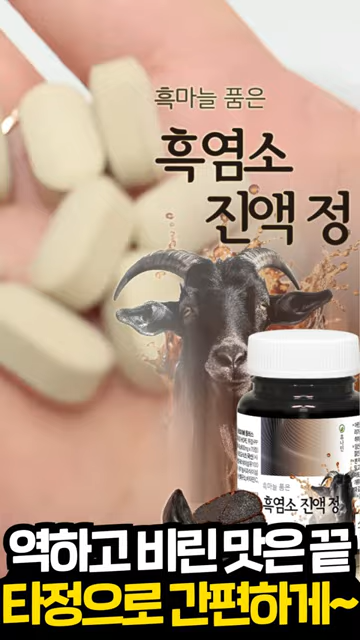 흑마늘 품은
흑염소
진액 정
흑마늘 품은
흑염소 진액 정
역하고 비린 맛은 끝
타정으로 간편하게~